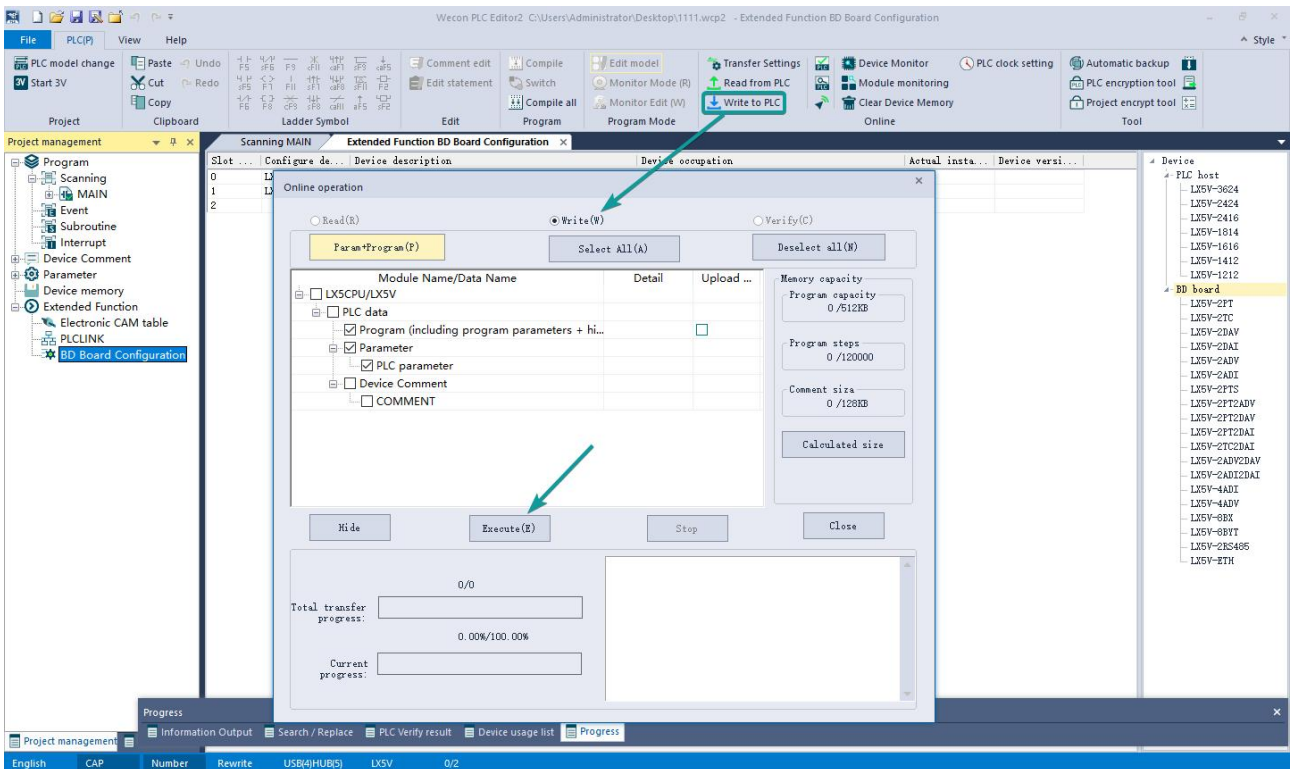 Wecon PLC Editor2 C:\Users\Administrator\Desktop\1111.wcp2 - Extended Function BD Board Configuration
File PLC(P) View Help
Style
PLC model change Paste Undo
Start 3V Cut Redo
Copy
Project Clipboard
Ladder Symbol
Comment edit
Edit statement
Edit
Compile
Switch
Compile all
Program
Edit model
Monitor Mode (R)
Monitor Edit (W)
Program Mode
Transfer Settings
Read from PLC
Write to PLC
Device Monitor
Module monitoring
Clear Device Memory
PLC clock setting
Online
Automatic backup
PLC encryption tool
Project encrypt tool
Tool
Project management
Program
Scanning
MAIN
Event
Subroutine
Interrupt
Device Comment
Parameter
Device memory
Extended Function
Electronic CAM table
PLCLINK
BD Board Configuration
Scanning MAIN
Extended Function BD Board Configuration
Slot ... Configure de... Device description Device occupation Actual insta... Device versi...
0
1
2
Online operation
Read(R) Write(W) Verify(C)
Param+Program(P) Select All(A) Deselect all(N)
Module Name/Data Name Detail Upload ...
LX5CPU/LX5V
PLC data
Program (including program parameters + hi...
Parameter
PLC parameter
Device Comment
COMMENT
Memory capacity
Program capacity
0 /512KB
Program steps
0 /120000
Comment size
0 /128KB
Calculated size
Hide Execute(E) Stop Close
0/0
Total transfer
progress:
0.00%/100.00%
Current
progress:
Device
PLC host
LX5V-3624
LX5V-2424
LX5V-2416
LX5V-1814
LX5V-1616
LX5V-1412
LX5V-1212
BD board
LX5V-2PT
LX5V-2TC
LX5V-2DAV
LX5V-2DAI
LX5V-2ADV
LX5V-2ADI
LX5V-2PTS
LX5V-2PT2ADV
LX5V-2PT2DAV
LX5V-2PT2DAI
LX5V-2TC2DAI
LX5V-2ADV2DAV
LX5V-2ADI2DAI
LX5V-4ADI
LX5V-4ADV
LX5V-8BX
LX5V-8BYT
LX5V-2RS485
LX5V-ETH
Progress
Information Output Search / Replace PLC Verify result Device usage list Progress
Project management
English CAP Number Rewrite USB(4)HUB(5) LX5V 0/2